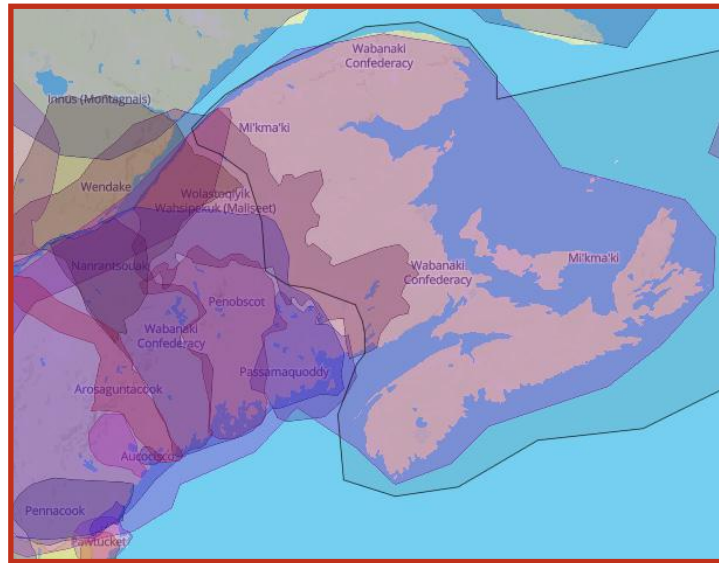 Wabanaki
Confederacy
Innus (Montagnais)
Mi'kma'ki
Wendake
Wolastoqiyik
Wahsipekuk (Maliseet)
Nanrantsouak
Wabanaki
Confederacy
Mi'kma'ki
Penobscot
Wabanaki
Confederacy
Passamaquoddy
Arosaguntacook
Aucocisco
Pennacook
Pawtucket